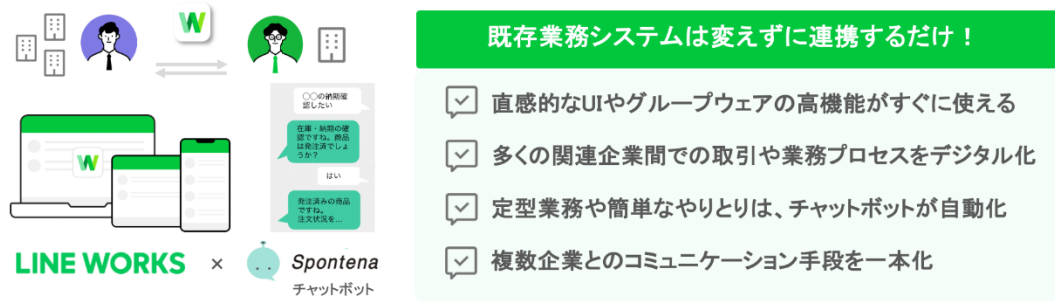 W
○○の納期確
認したい
在庫・納期の確
認ですね。商品
は発注済でしょ
うか？
はい
発注済みの商品
ですね。
注文状況を...
W
LINE WORKS × Spontena
チャットボット
既存業務システムは変えずに連携するだけ！
直感的なUIやグループウェアの高機能がすぐに使える
多くの関連企業間での取引や業務プロセスをデジタル化
定型業務や簡単なやりとりは、チャットボットが自動化
複数企業とのコミュニケーション手段を一本化